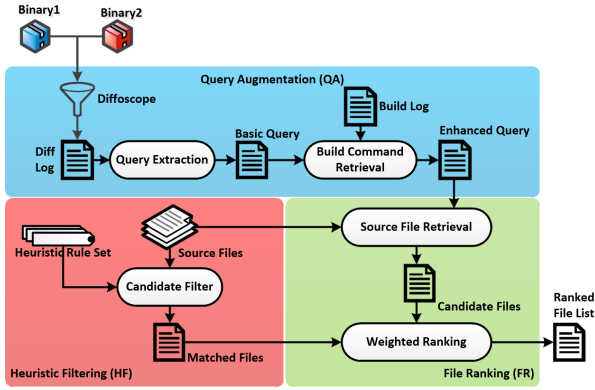 Binary1
Binary2
Query Augmentation (QA)
Diffoscope
Build Log
Diff
Log
Query Extraction
Basic Query
Build Command
Retrieval
Enhanced Query
Heuristic Rule Set
Source Files
Source File Retrieval
Candidate Filter
Candidate Files
Ranked
File List
Weighted Ranking
Matched Files
Heuristic Filtering (HF)
File Ranking (FR)